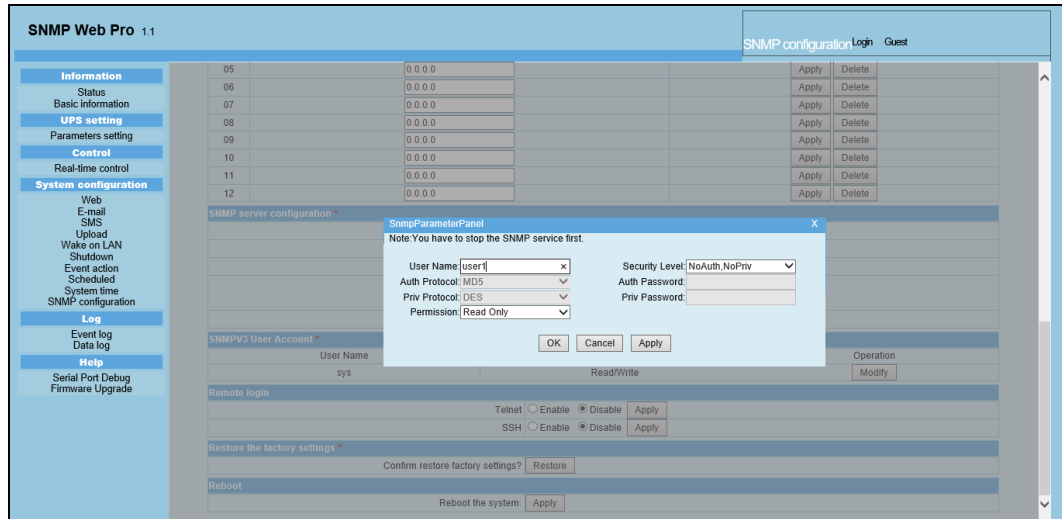 SNMP Web Pro 1.1
SNMP configuration Login Guest
Information
Status
Basic information
UPS setting
Parameters setting
Control
Real-time control
System configuration
Web
E-mail
SMS
Upload
Wake on LAN
Shutdown
Event action
Scheduled
System time
SNMP configuration
Log
Event log
Data log
Help
Serial Port Debug
Firmware Upgrade
05 0.0.0.0 Apply Delete
06 0.0.0.0 Apply Delete
07 0.0.0.0 Apply Delete
08 0.0.0.0 Apply Delete
09 0.0.0.0 Apply Delete
10 0.0.0.0 Apply Delete
11 0.0.0.0 Apply Delete
12 0.0.0.0 Apply Delete
SNMP server configuration *
SnmpParameterPanel X
Note:You have to stop the SNMP service first.
User Name: user1 × Security Level: NoAuth,NoPriv
Auth Protocol: MD5 Auth Password:
Priv Protocol: DES Priv Password:
Permission: Read Only
OK Cancel Apply
SNMPV3 User Account *
User Name Operation
sys Read/Write Modify
Remote login
Telnet Enable Disable Apply
SSH Enable Disable Apply
Restore the factory settings *
Confirm restore factory settings? Restore
Reboot
Reboot the system: Apply